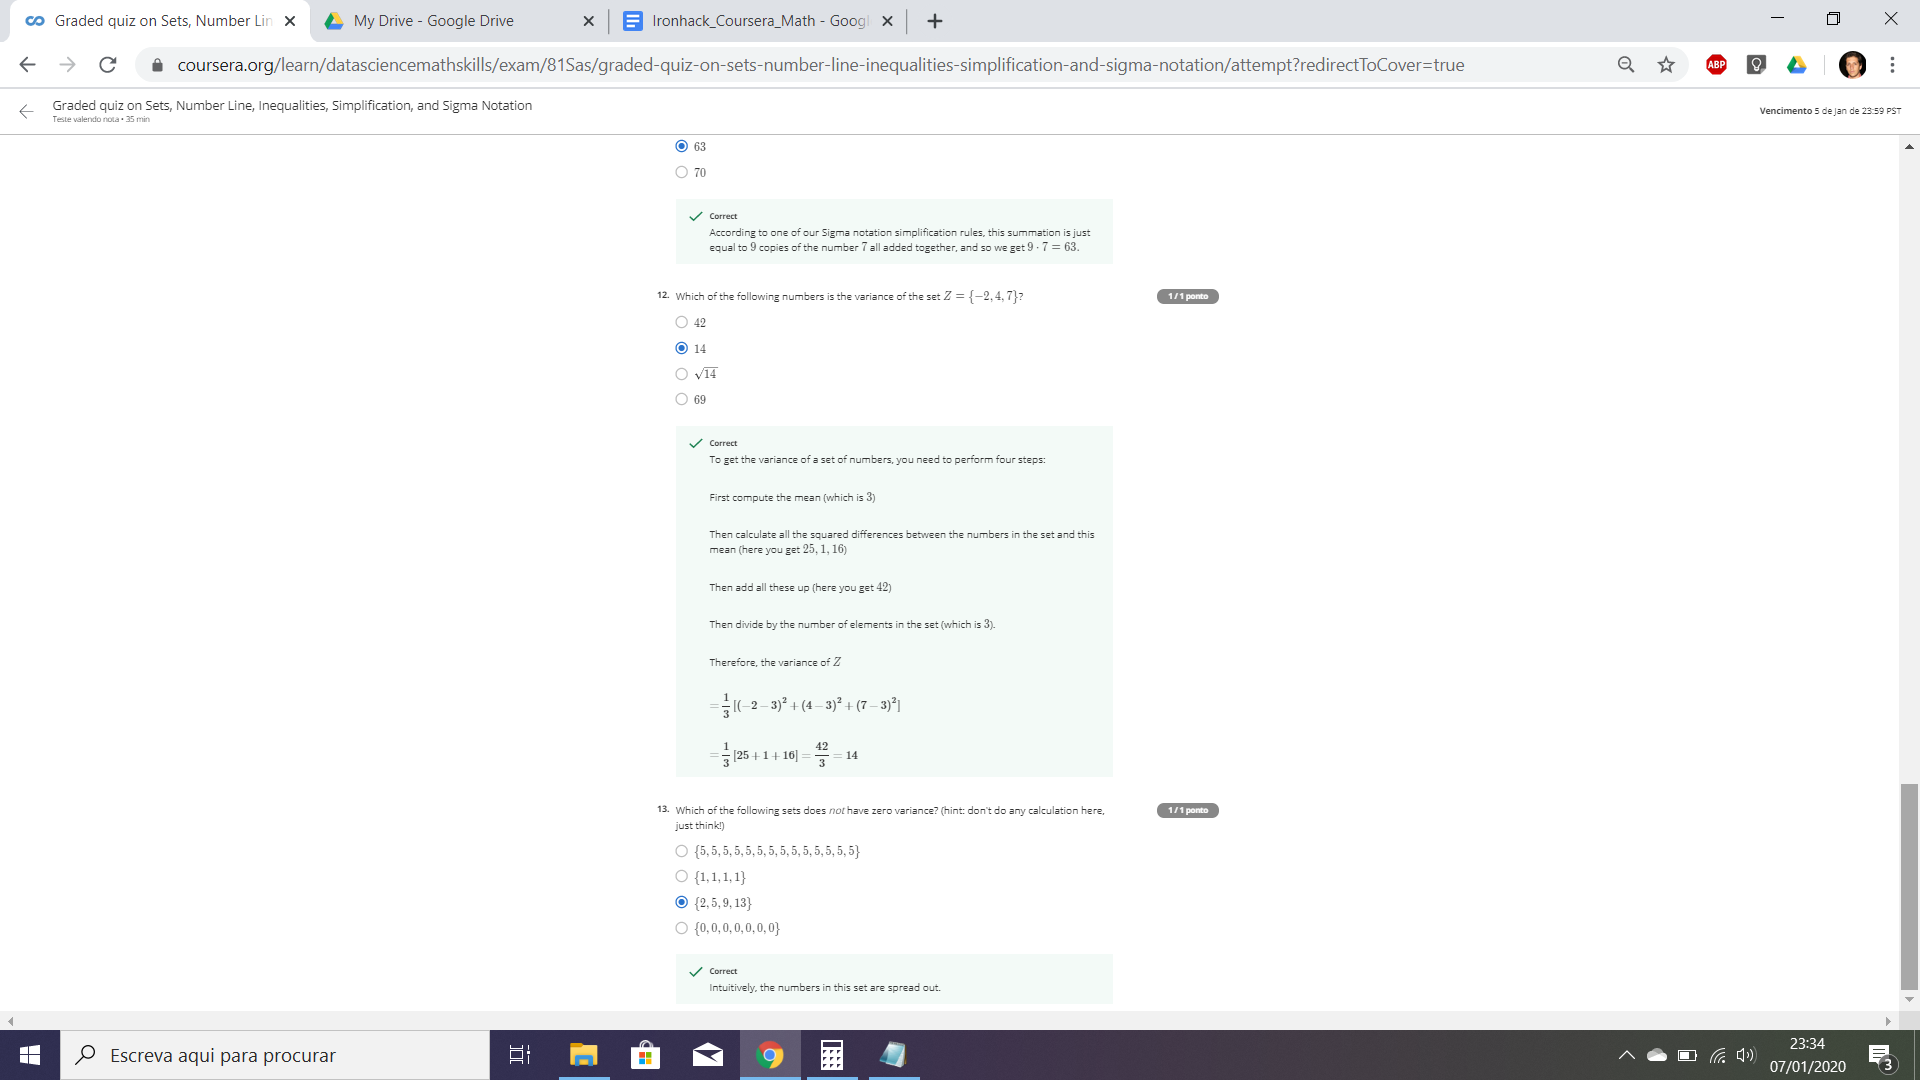 Graded quiz on Sets, Number Lin
My Drive - Google Drive
Ironhack_Coursera_Math - Googl
coursera.org/learn/datasciencemathskills/exam/81Sas/graded-quiz-on-sets-number-line-inequalities-simplification-and-sigma-notation/attempt?redirectToCover=true
ABP
Graded quiz on Sets, Number Line, Inequalities, Simplification, and Sigma Notation
Teste valendo nota • 35 min
Vencimento 5 de jan de 23:59 PST
63
70
Correct
According to one of our Sigma notation simplification rules, this summation is just
equal to 9 copies of the number 7 all added together, and so we get 9 · 7 = 63.
12. Which of the following numbers is the variance of the set Z = {−2, 4, 7}?
1 / 1 ponto
42
14
√14
69
Correct
To get the variance of a set of numbers, you need to perform four steps:
First compute the mean (which is 3)
Then calculate all the squared differences between the numbers in the set and this
mean (here you get 25, 1, 16)
Then add all these up (here you get 42)
Then divide by the number of elements in the set (which is 3).
Therefore, the variance of Z
= 1/3 [(−2 − 3)² + (4 − 3)² + (7 − 3)²]
= 1/3 [25 + 1 + 16] = 42/3 = 14
13. Which of the following sets does not have zero variance? (hint: don't do any calculation here,
just think!)
1 / 1 ponto
{5, 5, 5, 5, 5, 5, 5, 5, 5, 5, 5, 5, 5, 5}
{1, 1, 1, 1}
{2, 5, 9, 13}
{0, 0, 0, 0, 0, 0, 0}
Correct
Intuitively, the numbers in this set are spread out.
Escreva aqui para procurar
23:34
07/01/2020
3